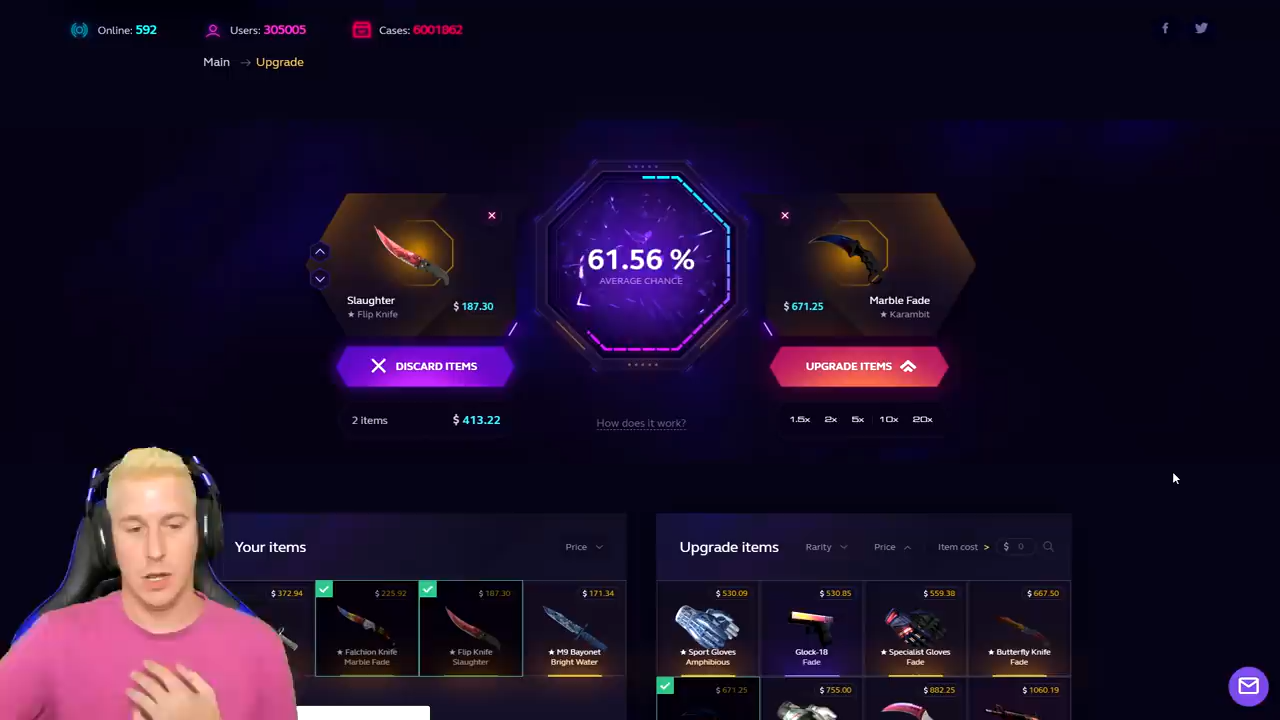 Online: 592
Users: 305005
Cases: 6001862
Main → Upgrade
Slaughter
★ Flip Knife
$ 187.30
61.56 %
AVERAGE CHANCE
$ 671.25
Marble Fade
★ Karambit
DISCARD ITEMS
UPGRADE ITEMS
2 items
$ 413.22
How does it work?
1.5x 2x 5x 10x 20x
Your items
Price
Upgrade items
Rarity
Price
Item cost > $ 0
$ 372.94
$ 225.92
★ Falchion Knife
Marble Fade
$ 187.30
★ Flip Knife
Slaughter
$ 171.34
★ M9 Bayonet
Bright Water
$ 530.09
★ Sport Gloves
Amphibious
$ 530.85
Glock-18
Fade
$ 559.38
★ Specialist Gloves
Fade
$ 667.50
★ Butterfly Knife
Fade
$ 671.25
$ 755.00
$ 882.25
$ 1060.19